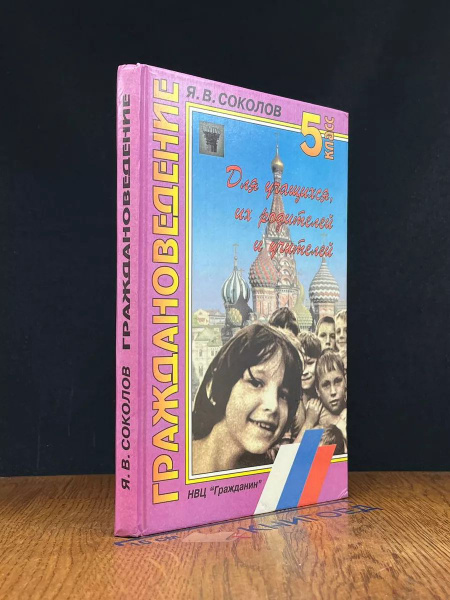 Я. В. СОКОЛОВ ГРАЖДАНОВЕДЕНИЕ
Я. В. СОКОЛОВ
5 КЛАСС
ГРАЖДАНОВЕДЕНИЕ
Для учащихся,
их родителей
и учителей
НВЦ "Гражданин"